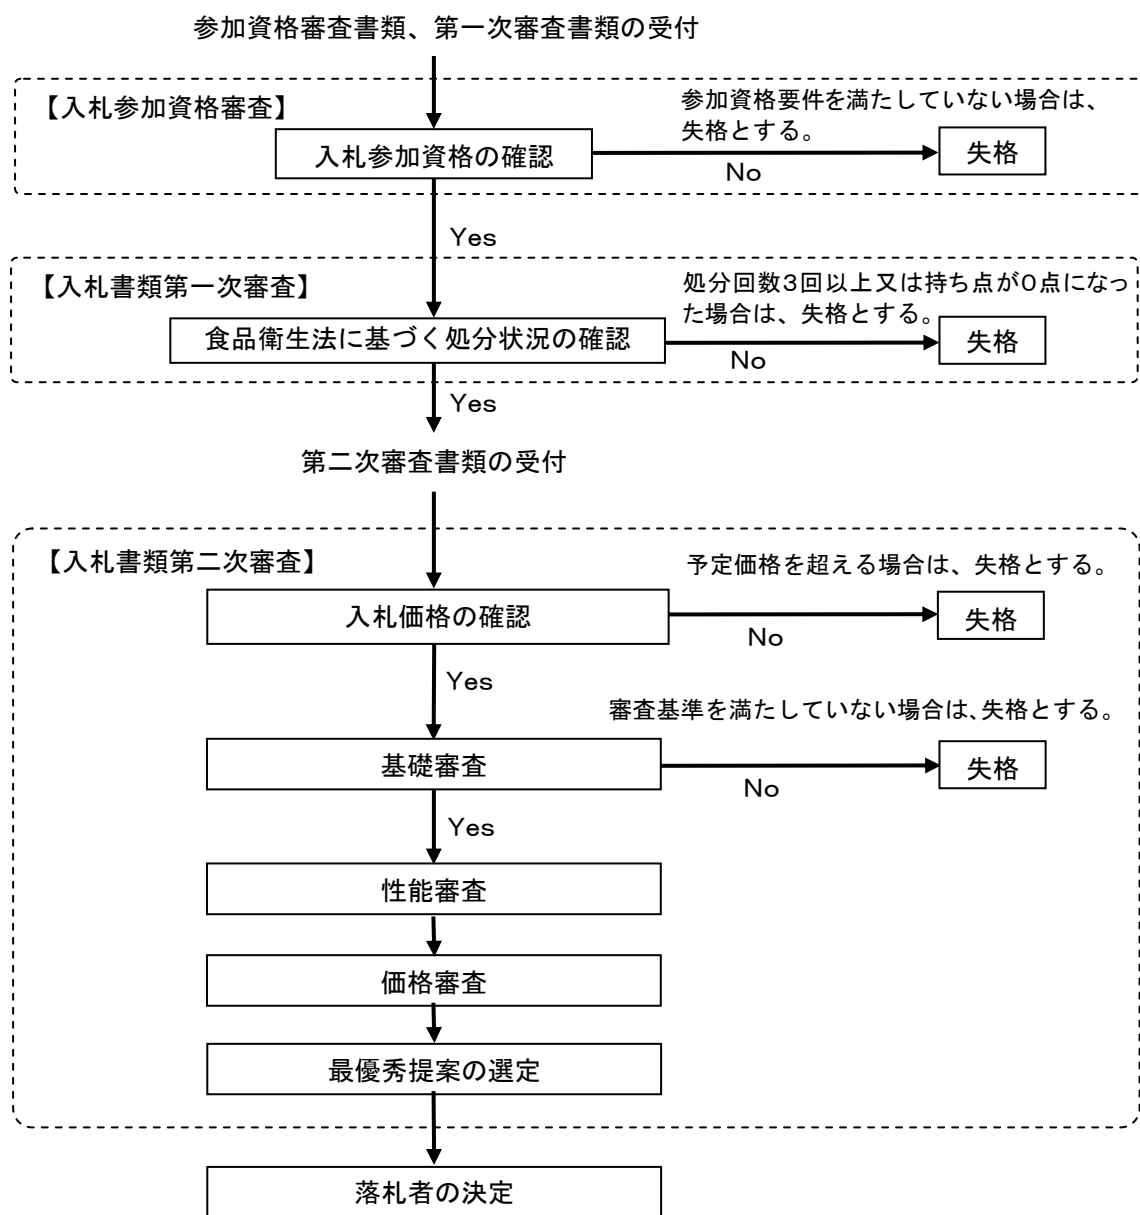 参加資格審査書類、第一次審査書類の受付
【入札参加資格審査】
参加資格要件を満たしていない場合は、
失格とする。
入札参加資格の確認
失格
No
Yes
【入札書類第一次審査】
処分回数3回以上又は持ち点が0点になっ
た場合は、失格とする。
食品衛生法に基づく処分状況の確認
失格
No
Yes
第二次審査書類の受付
【入札書類第二次審査】
予定価格を超える場合は、失格とする。
入札価格の確認
失格
No
Yes
審査基準を満たしていない場合は、失格とする。
基礎審査
失格
No
Yes
性能審査
価格審査
最優秀提案の選定
落札者の決定